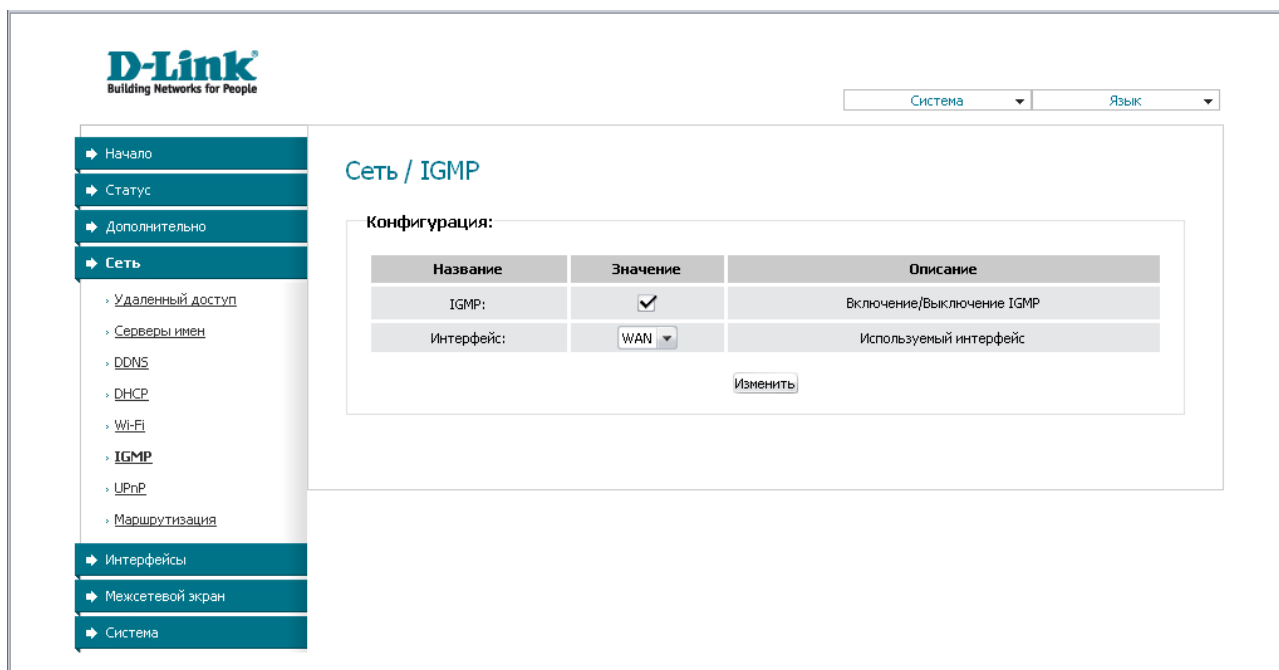 D-Link
Building Networks for People
Система Язык
Начало
Статус
Дополнительно
Сеть
Удаленный доступ
Серверы имен
DDNS
DHCP
Wi-Fi
IGMP
UPnP
Маршрутизация
Интерфейсы
Межсетевой экран
Система
Сеть / IGMP
Конфигурация:
Название Значение Описание
IGMP: Включение/Выключение IGMP
Интерфейс: WAN Используемый интерфейс
Изменить